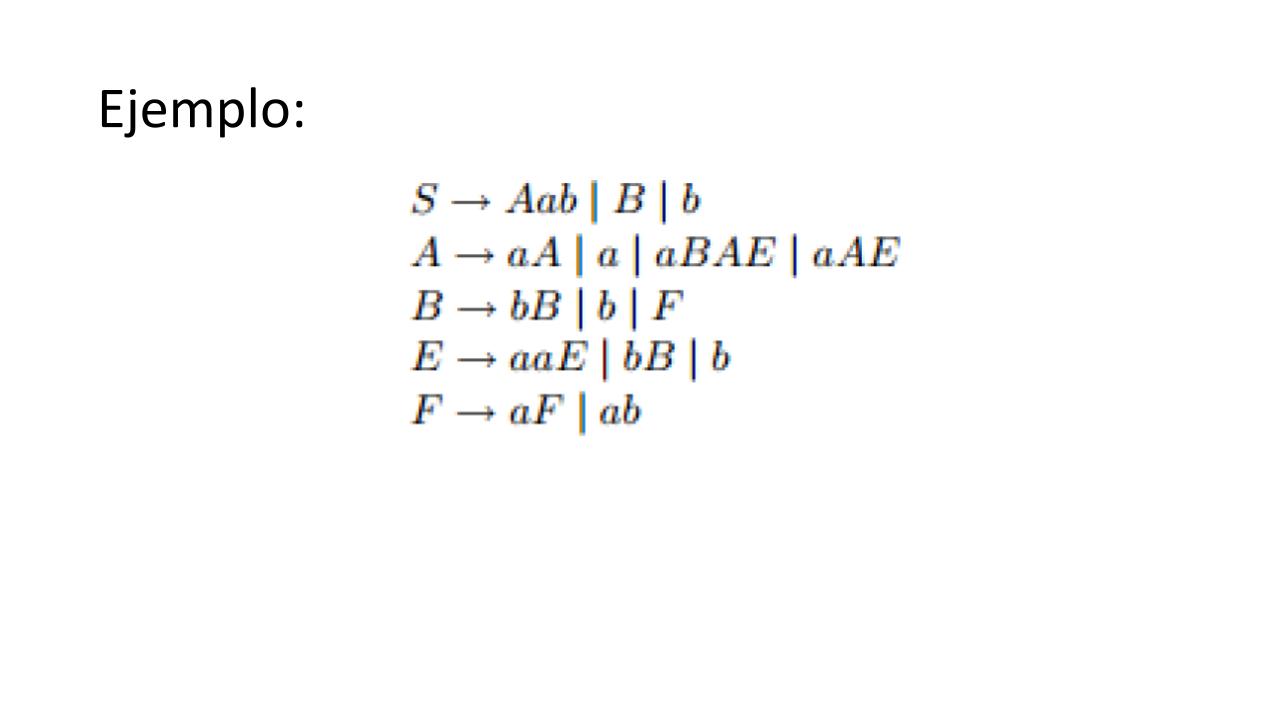 Ejemplo:
S → Aab | B | b
A → aA | a | aBAE | aAE
B → bB | b | F
E → aaE | bB | b
F → aF | ab